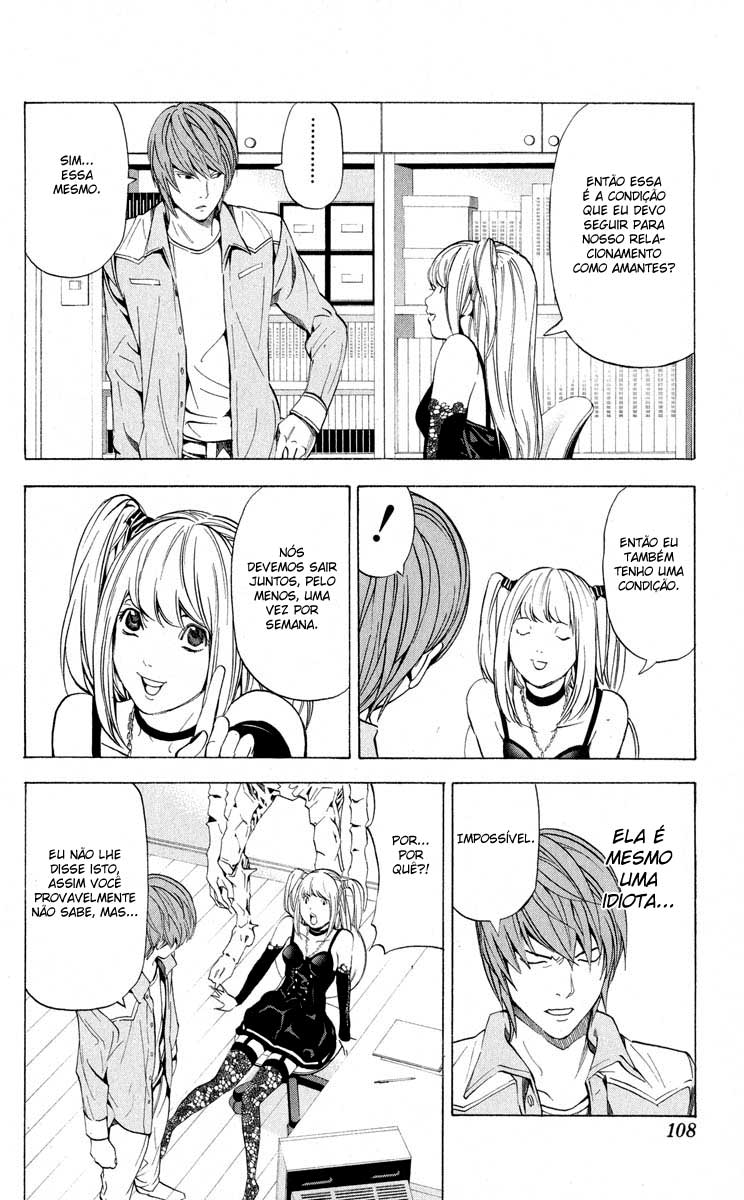 ENTÃO ESSA
É A CONDIÇÃO
QUE EU DEVO
SEGUIR PARA
NOSSO RELA-
CIONAMENTO
COMO AMANTES?
.........
SIM...
ESSA
MESMO.
ENTÃO EU
TAMBÉM
TENHO UMA
CONDIÇÃO.
!
NÓS
DEVEMOS SAIR
JUNTOS, PELO
MENOS, UMA
VEZ POR
SEMANA.
ELA É
MESMO
UMA
IDIOTA...
IMPOSSÍVEL.
POR...
POR
QUÊ?!
EU NÃO LHE
DISSE ISTO,
ASSIM VOCÊ
PROVAVELMENTE
NÃO SABE, MAS...
108